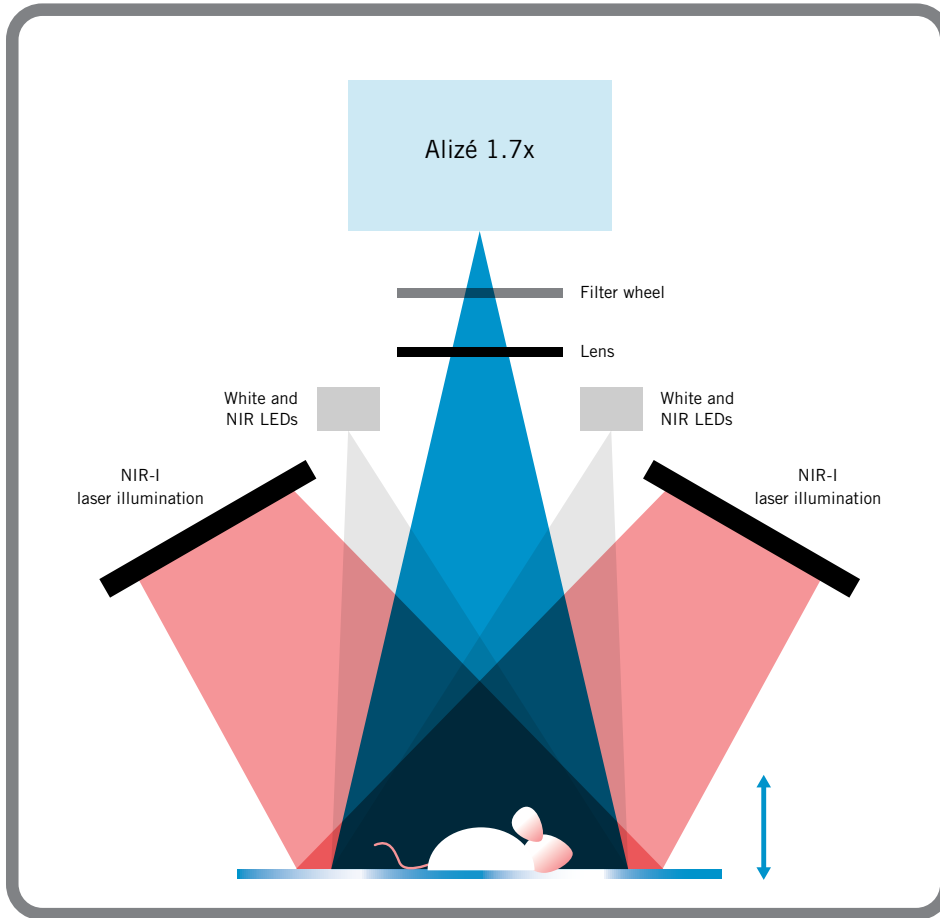 Alizé 1.7x
Filter wheel
Lens
White and
NIR LEDs
White and
NIR LEDs
NIR-I
laser illumination
NIR-I
laser illumination